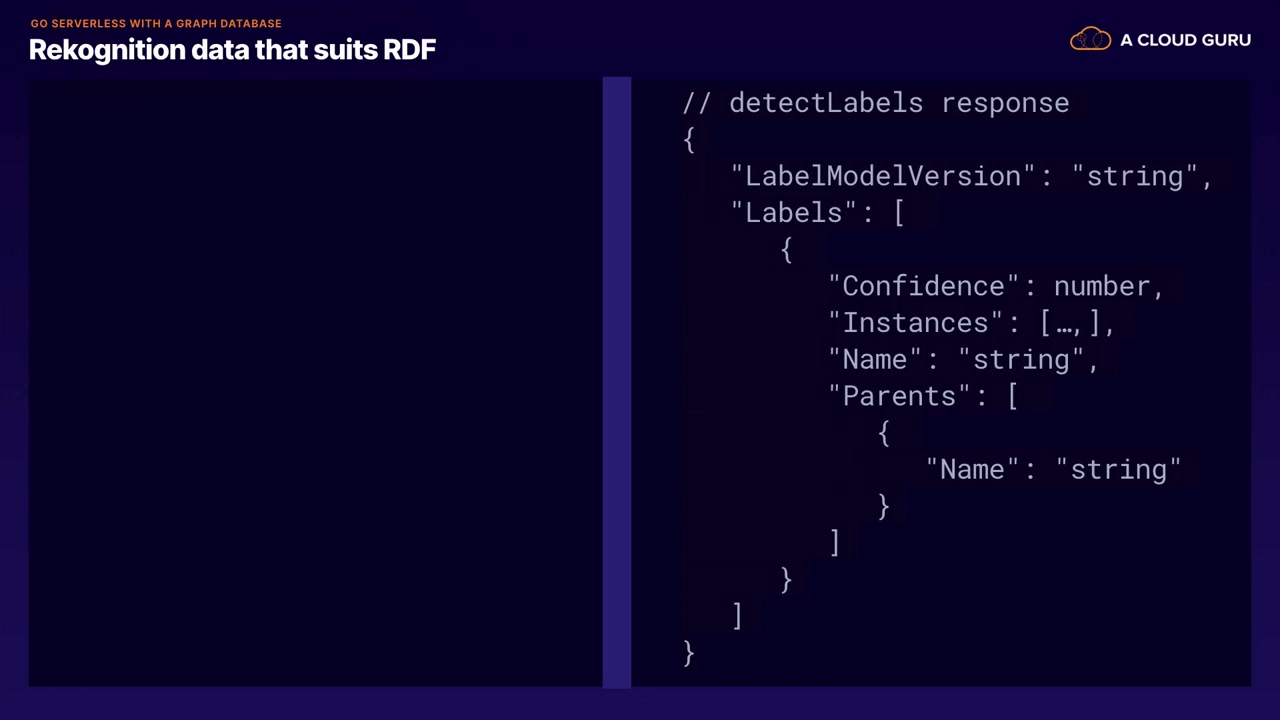 GO SERVERLESS WITH A GRAPH DATABASE
Rekognition data that suits RDF
A CLOUD GURU
// detectLabels response
{
"LabelModelVersion": "string",
"Labels": [
{
"Confidence": number,
"Instances": […,],
"Name": "string",
"Parents": [
{
"Name": "string"
}
]
}
]
}